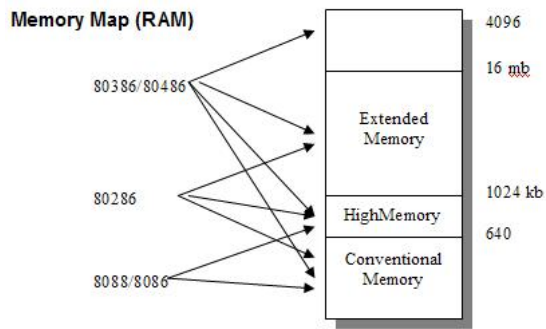 Memory Map (RAM)
4096
16 mb
80386/80486
Extended
Memory
80286
1024 kb
HighMemory
640
Conventional
Memory
8088/8086